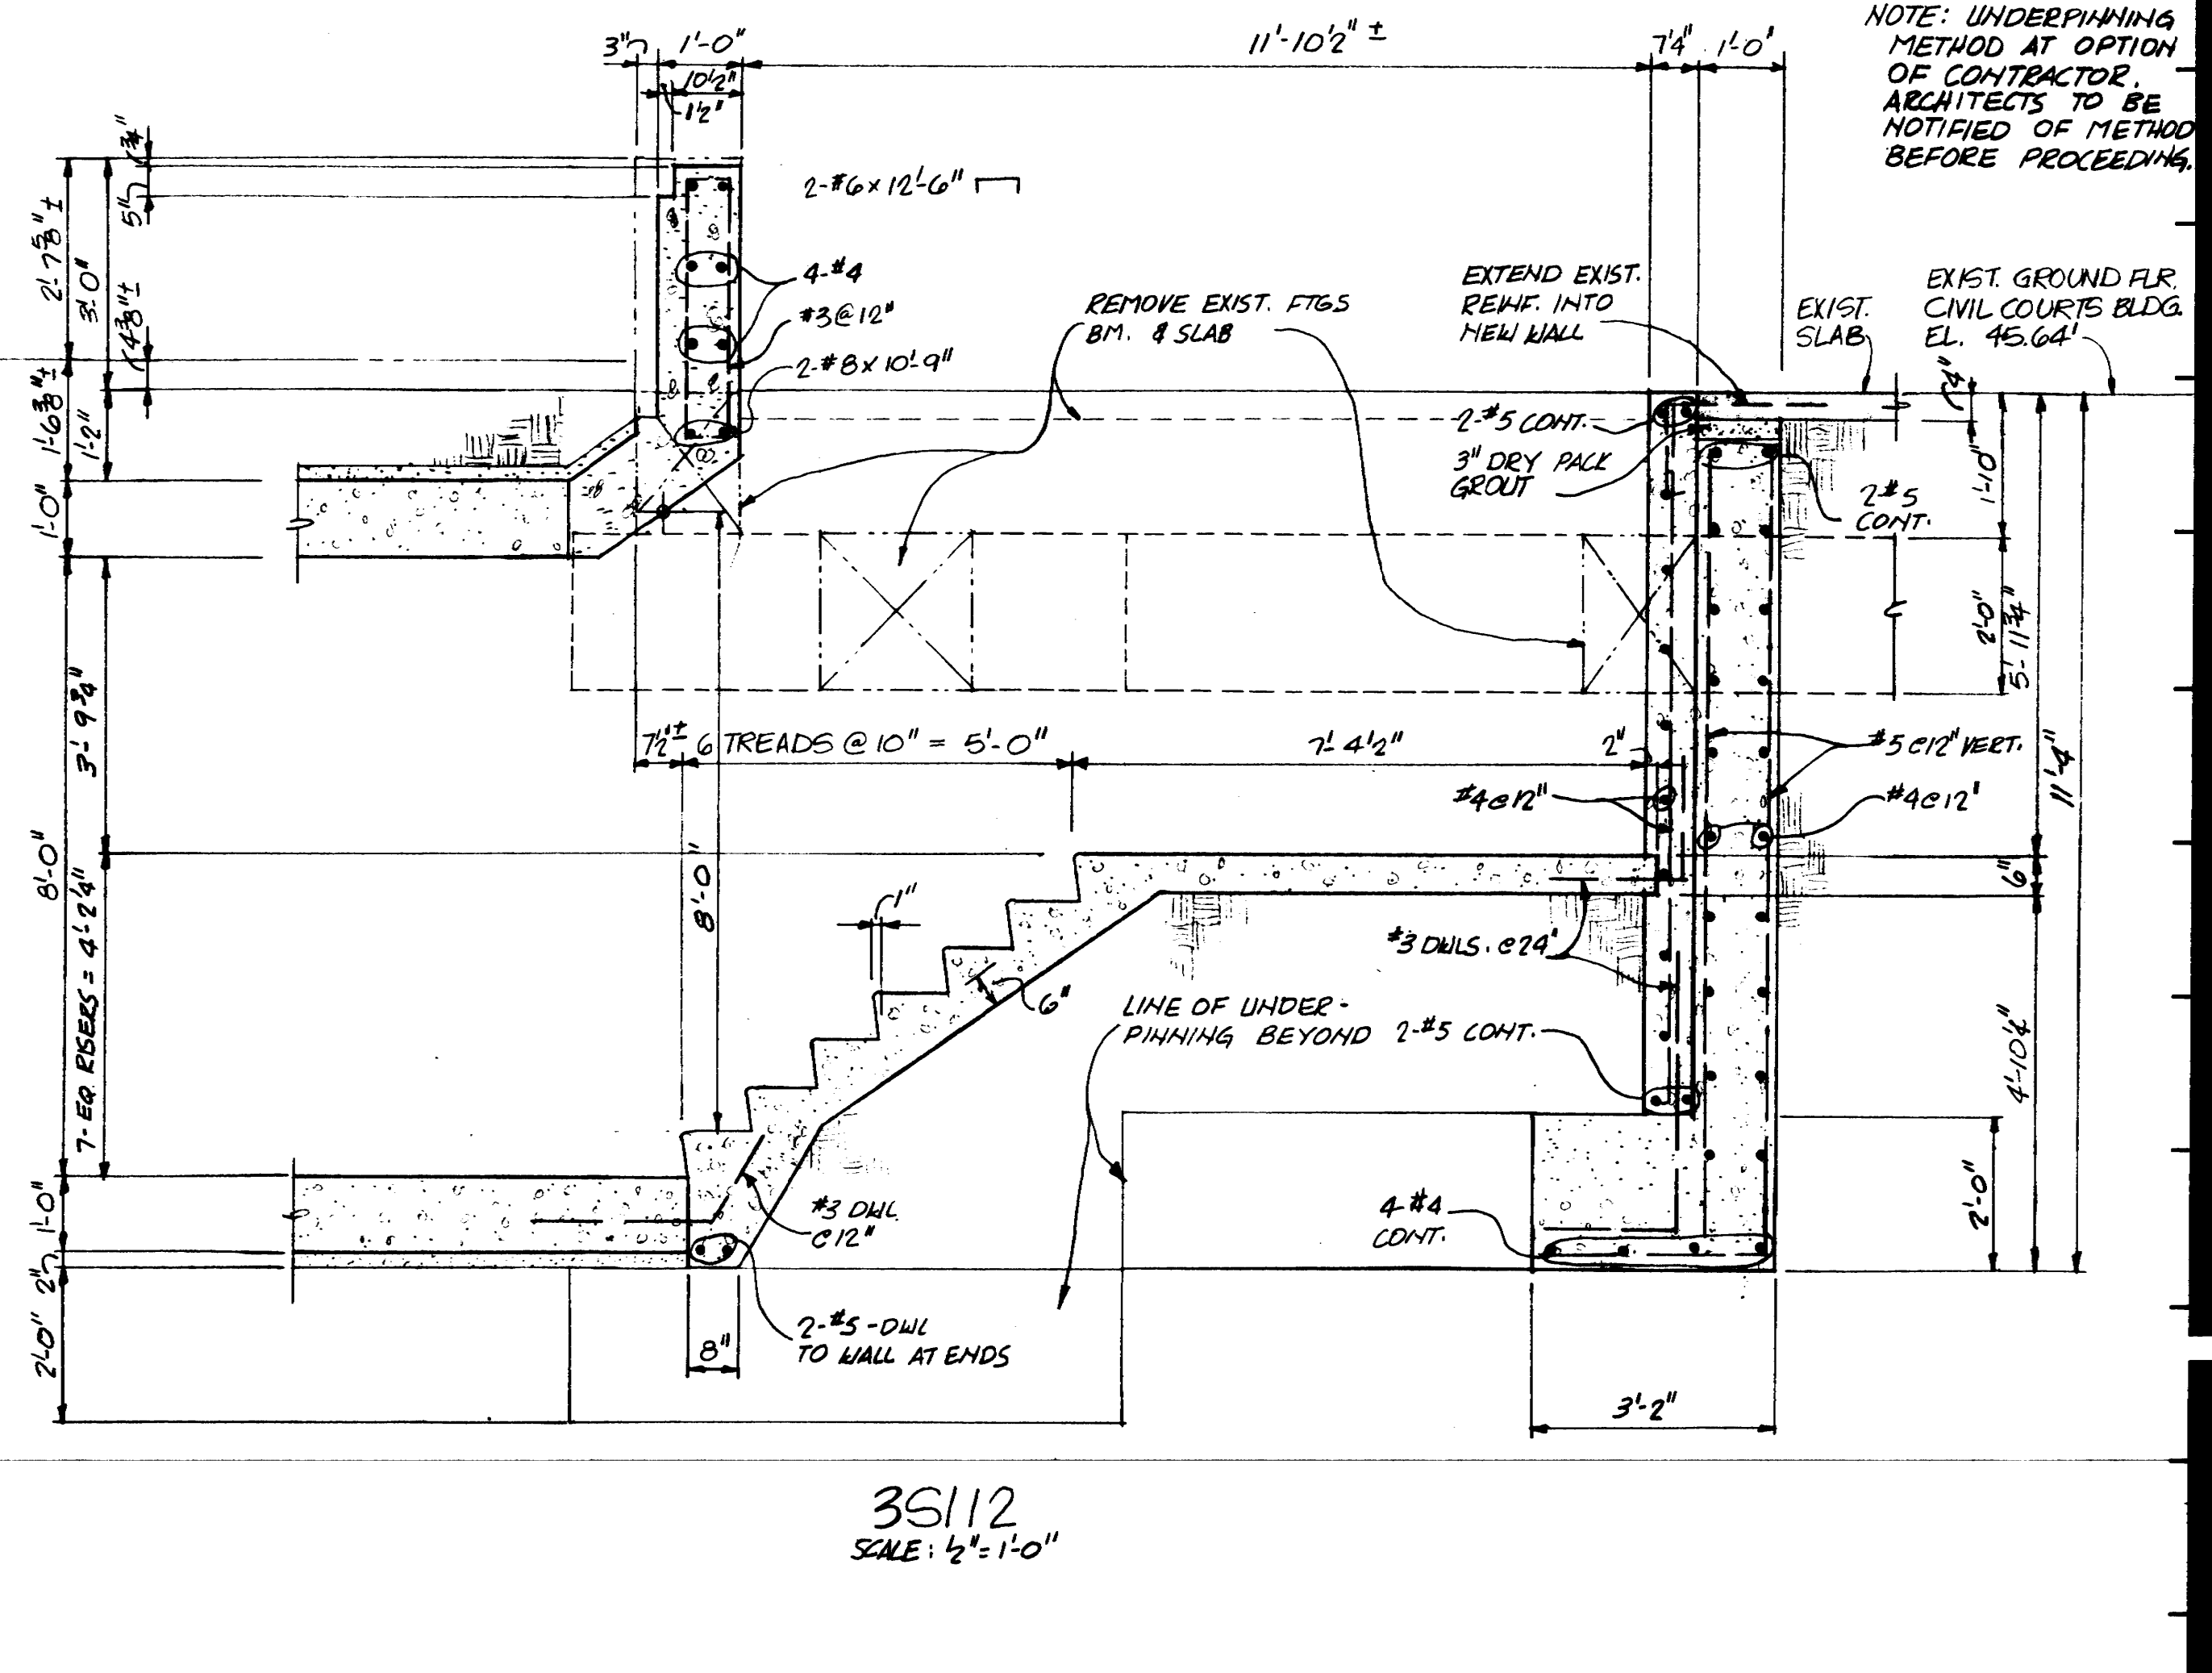 NOTE: UNDERPINNING
METHOD AT OPTION
OF CONTRACTOR.
ARCHITECTS TO BE
NOTIFIED OF METHOD
BEFORE PROCEEDING.
3" 1'-0" 11'-10½" ± 7¼" 1'-0"
10½"
1½"
¾"
5"
2'-7⅝" ±
3'-0"
4⅜" ±
1'-6⅜" ±
1'-2"
1'-0"
2-#6 x 12'-6"
4-#4
#3 @ 12"
2-#8 x 10'-9"
REMOVE EXIST. FTGS
BM. & SLAB
EXTEND EXIST.
REINF. INTO
NEW WALL
EXIST.
SLAB
EXIST. GROUND FLR.
CIVIL COURTS BLDG.
EL. 45.64'
4"
2-#5 CONT.
3" DRY PACK
GROUT
2-#5
CONT.
1'-10"
2'-0"
5'-11¾"
11'-4"
3'-9¾"
8'-0"
7½" ± 6 TREADS @ 10" = 5'-0" 7'-4½" 2"
#5 @ 12" VERT.
#4 @ 12"
#4 @ 12"
8'-0"
7-EQ. RISERS = 4'-2¼"
1"
6"
6"
#3 DWLS. @ 24"
LINE OF UNDER-
PINNING BEYOND
2-#5 CONT.
4'-10¼"
2'-0"
1'-0"
2"
2'-0"
#3 DWL
@ 12"
4-#4
CONT.
2-#5-DWL
TO WALL AT ENDS
8"
3'-2"
3S112
SCALE: ½" = 1'-0"